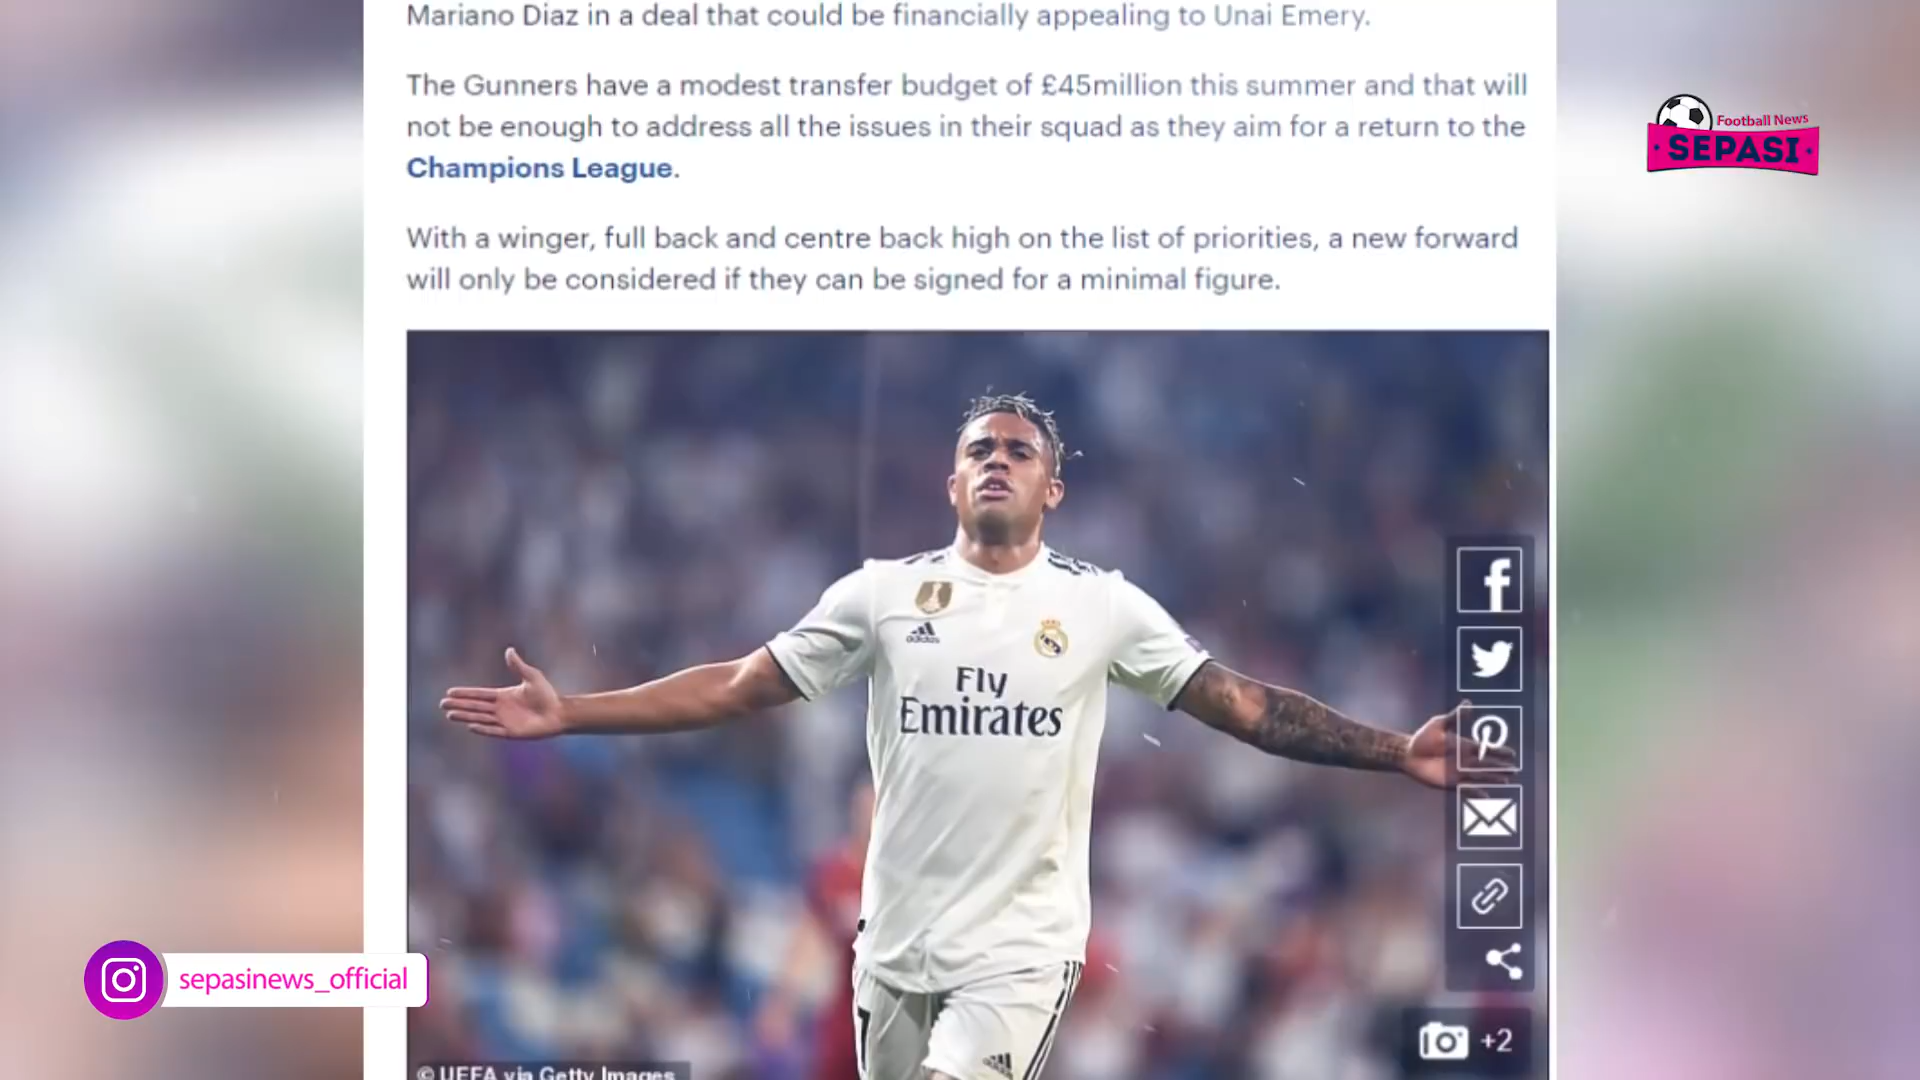 Mariano Diaz in a deal that could be financially appealing to Unai Emery.
The Gunners have a modest transfer budget of £45million this summer and that will
not be enough to address all the issues in their squad as they aim for a return to the
Champions League.
With a winger, full back and centre back high on the list of priorities, a new forward
will only be considered if they can be signed for a minimal figure.
Football News
SEPASI
adidas
Fly
Emirates
7
sepasinews_official
+2
© UEFA via Getty Images